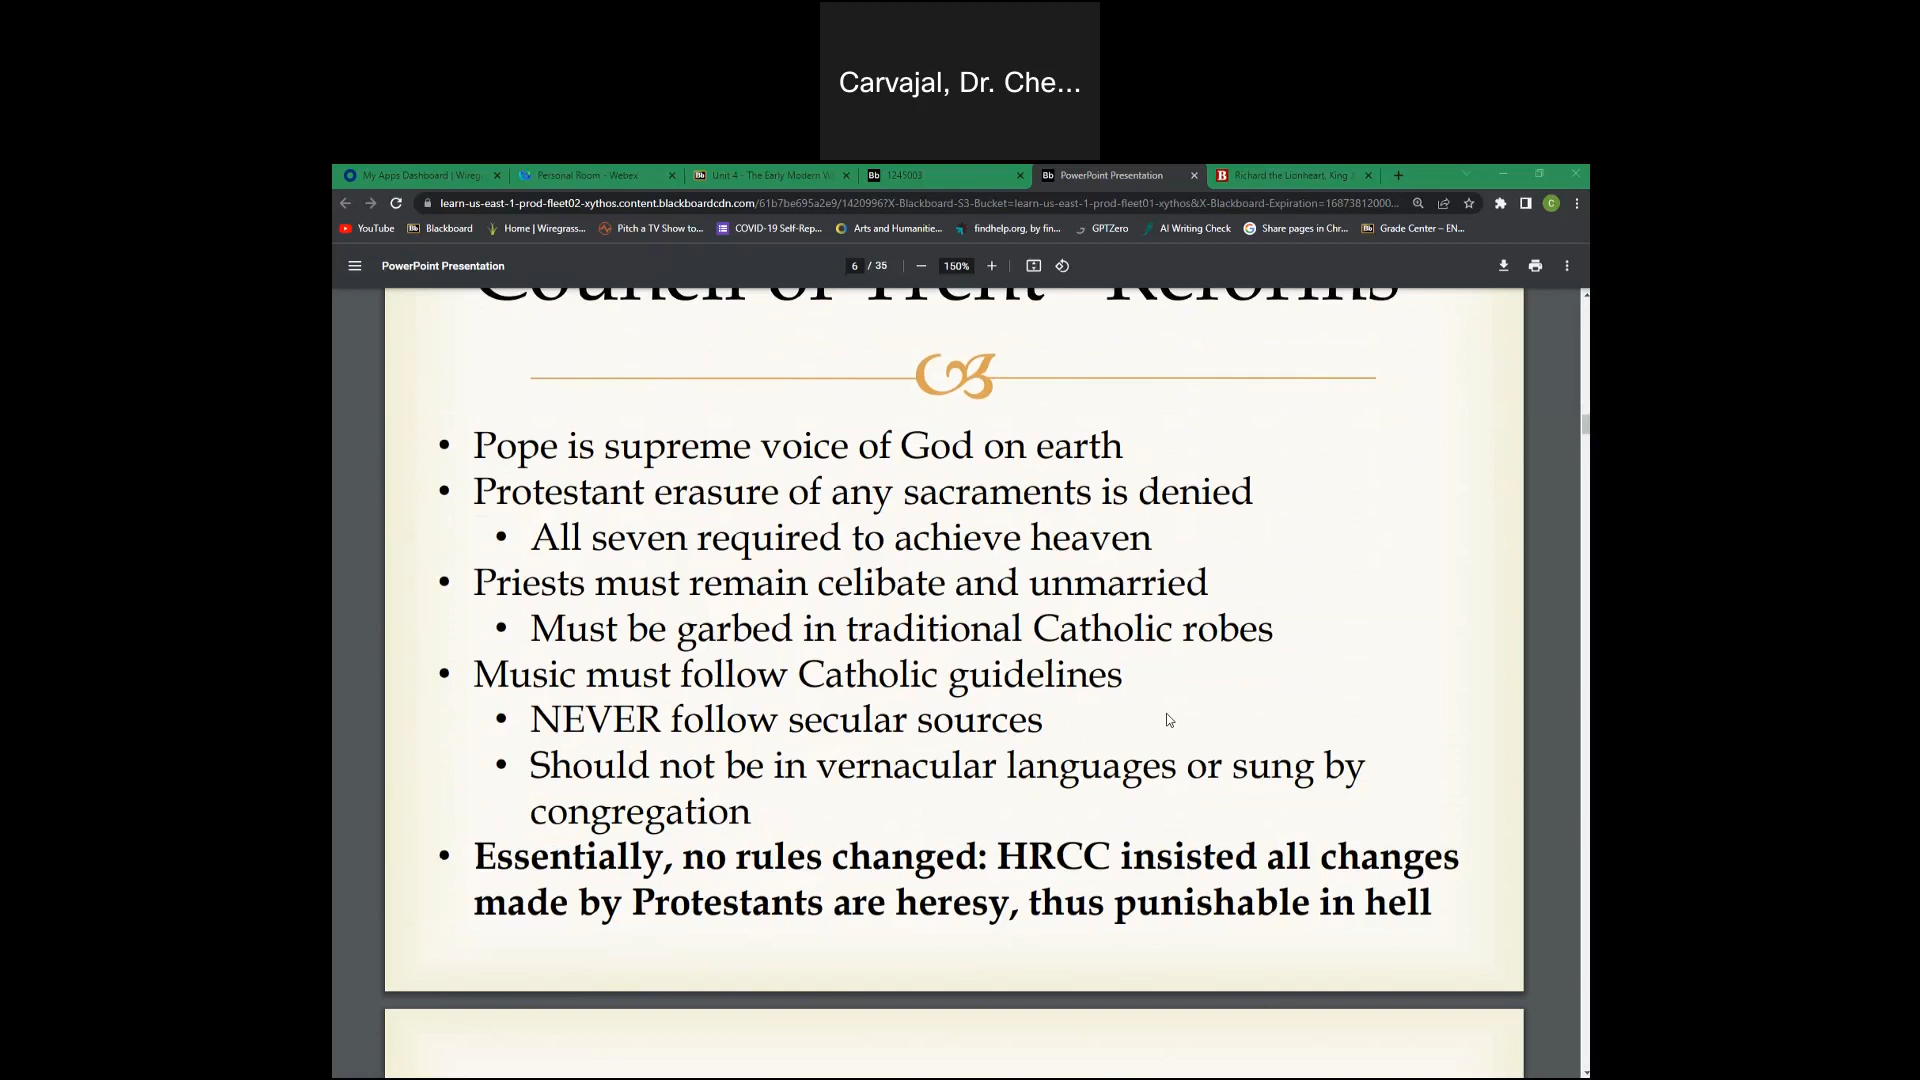 Carvajal, Dr. Che...
My Apps Dashboard | Wireg
Personal Room - Webex
Unit 4 - The Early Modern W
1245003
PowerPoint Presentation
Richard the Lionheart, King
learn-us-east-1-prod-fleet02-xythos.content.blackboardcdn.com/61b7be695a2e9/1420996?X-Blackboard-S3-Bucket=learn-us-east-1-prod-fleet01-xythos&X-Blackboard-Expiration=16873812000...
YouTube
Blackboard
Home | Wiregrass...
Pitch a TV Show to...
COVID-19 Self-Rep...
Arts and Humanitie...
findhelp.org, by fin...
GPTZero
AI Writing Check
Share pages in Chr...
Grade Center – EN...
PowerPoint Presentation
6 / 35
150%
Council of Trent "Reforms"
• Pope is supreme voice of God on earth
• Protestant erasure of any sacraments is denied
• All seven required to achieve heaven
• Priests must remain celibate and unmarried
• Must be garbed in traditional Catholic robes
• Music must follow Catholic guidelines
• NEVER follow secular sources
• Should not be in vernacular languages or sung by
congregation
• Essentially, no rules changed: HRCC insisted all changes
made by Protestants are heresy, thus punishable in hell